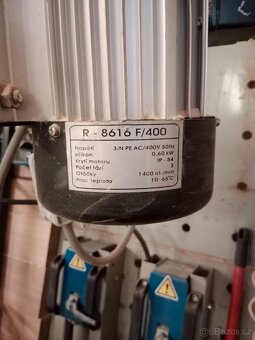 R - 8616 F/400
Napětí 3/N PE AC/400V 50Hz
příkon 0,60 kW
Krytí motoru IP - 54
Počet fází 3
Otáčky 1400 ot./min
Prac. teplota 10-65°C
Bazos.cz